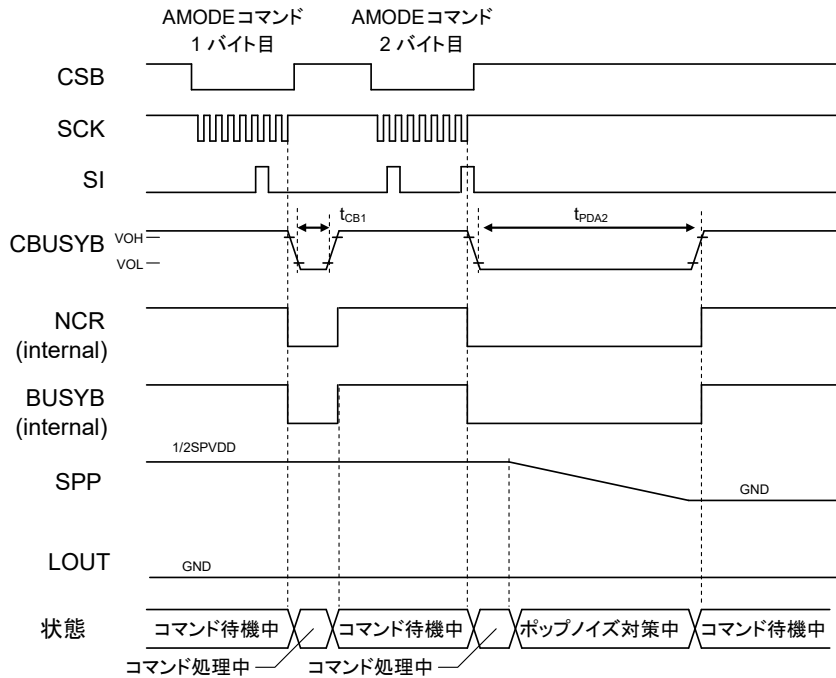 AMODEコマンド
1 バイト目
AMODEコマンド
2 バイト目
CSB
SCK
SI
tCB1
tPDA2
CBUSYB
VOH
VOL
NCR
(internal)
BUSYB
(internal)
1/2SPVDD
SPP
GND
LOUT
GND
状態
コマンド待機中
コマンド待機中
ポップノイズ対策中
コマンド待機中
コマンド処理中
コマンド処理中